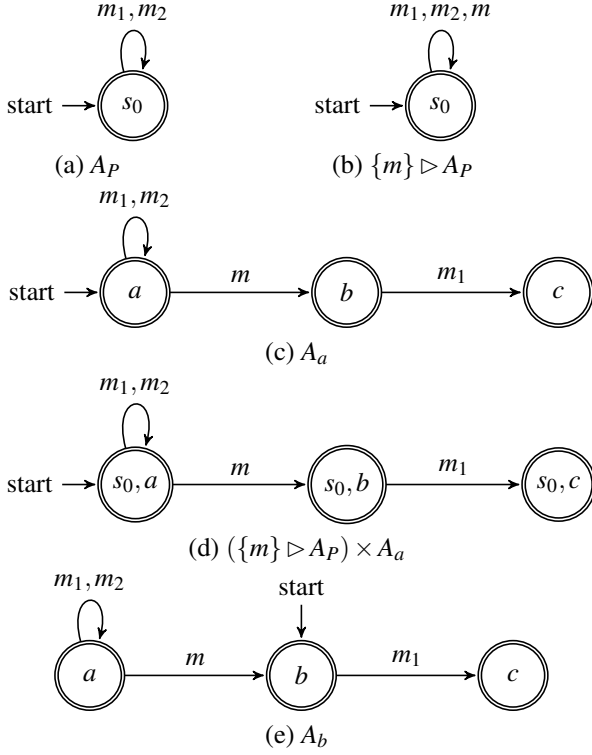 m₁, m₂
m₁, m₂, m
start s₀
start s₀
(a) A_P
(b) {m} ▷ A_P
m₁, m₂
start a m b m₁ c
(c) A_a
m₁, m₂
start s₀, a m s₀, b m₁ s₀, c
(d) ({m} ▷ A_P) × A_a
m₁, m₂
start
a m b m₁ c
(e) A_b